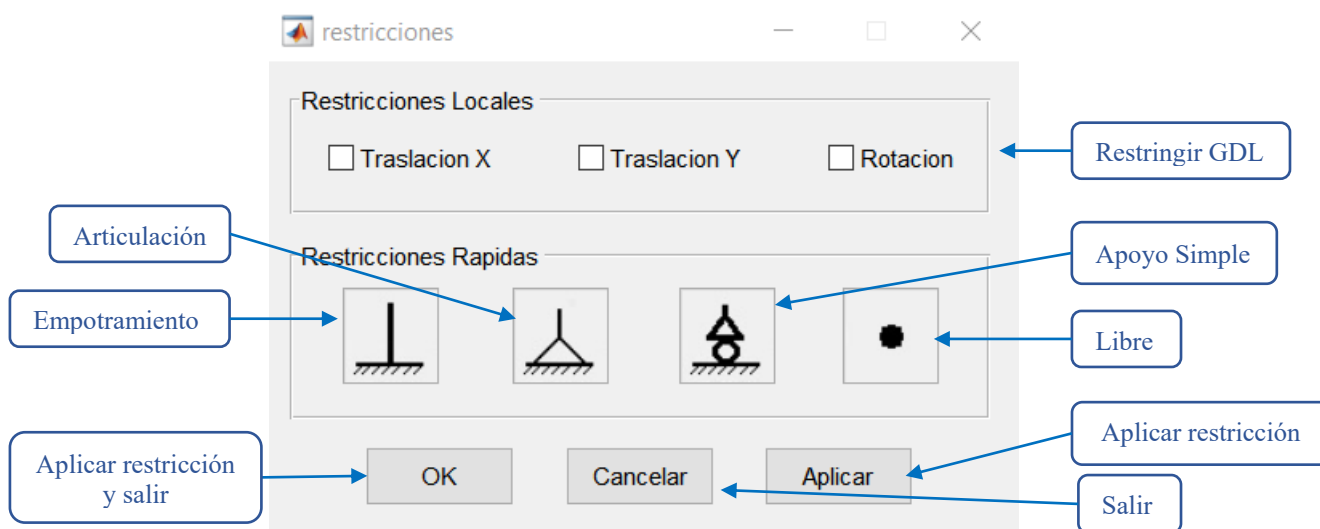 restricciones
Restricciones Locales
Traslacion X
Traslacion Y
Rotacion
Restringir GDL
Articulación
Restricciones Rapidas
Apoyo Simple
Empotramiento
Libre
Aplicar restricción
y salir
OK
Cancelar
Aplicar
Aplicar restricción
Salir